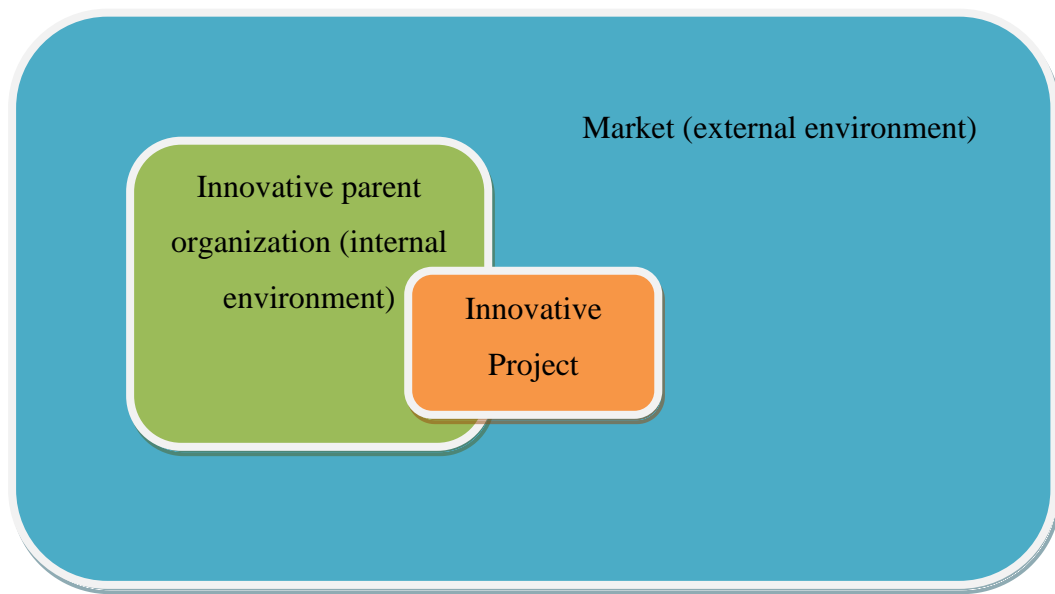 Market (external environment)
Innovative parent
organization (internal
environment)
Innovative
Project